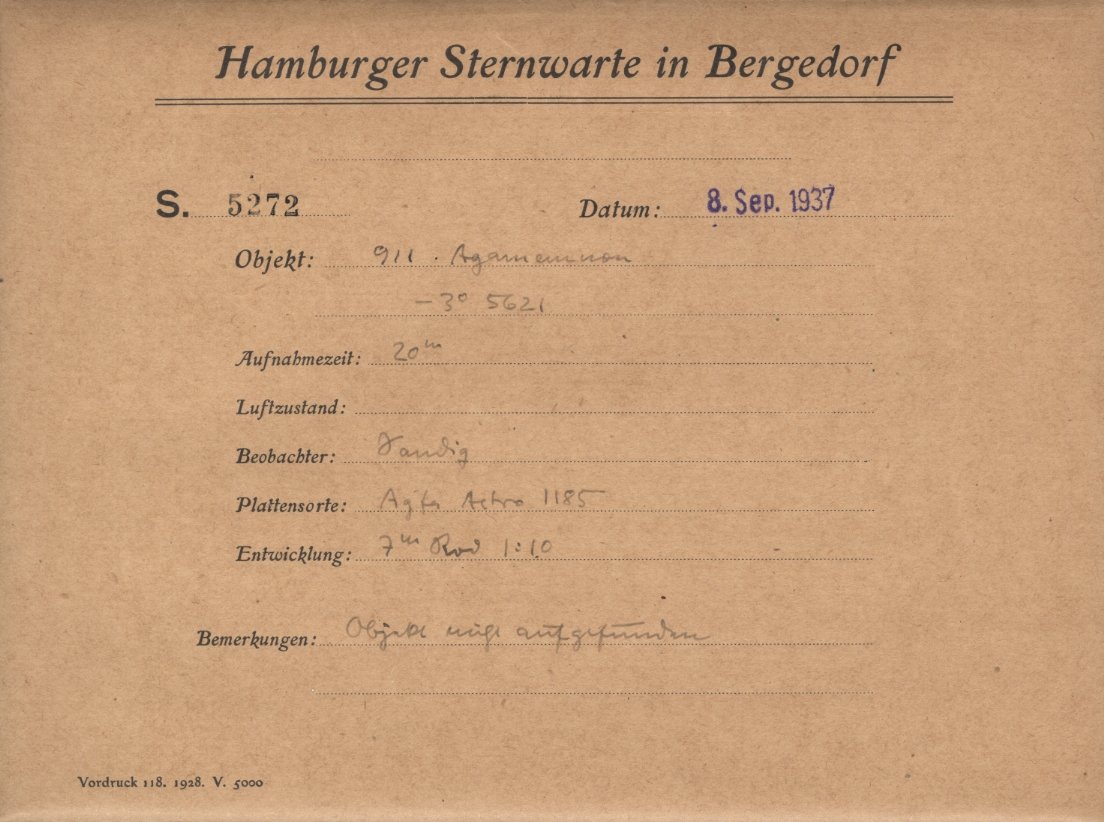 Hamburger Sternwarte in Bergedorf
S. 5272 Datum: 8. Sep. 1937
Objekt: 911 . Agamemnon
-3° 5621
Aufnahmezeit: 20ᵐ
Luftzustand:
Beobachter: Sandig
Plattensorte: Agfa Astro 1185
Entwicklung: 7ᵐ Rod 1:10
Bemerkungen: Objekt nicht aufgefunden
Vordruck 118. 1928. V. 5000